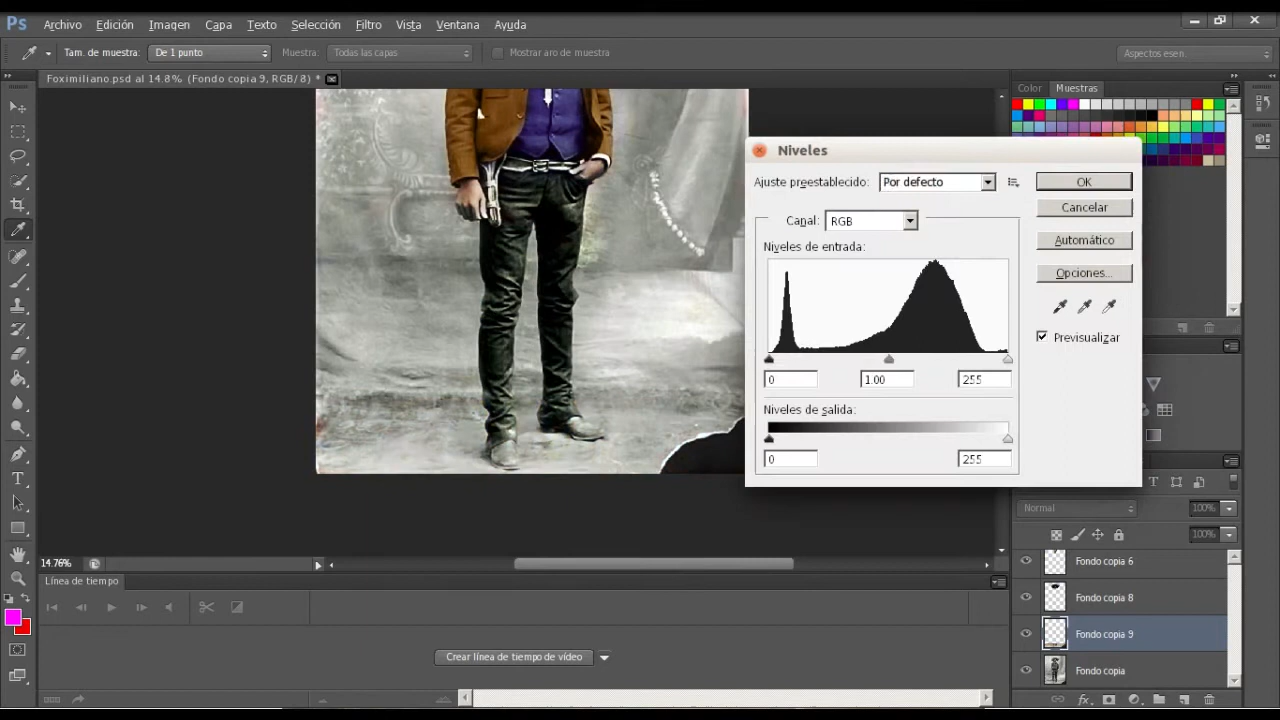 Ps Archivo Edición Imagen Capa Texto Selección Filtro Vista Ventana Ayuda
Tam. de muestra: De 1 punto Muestra: Todas las capas Mostrar aro de muestra Aspectos esen.
Foximiliano.psd al 14.8% (Fondo copia 9, RGB/8) *
Color Muestras
Niveles
Ajuste preestablecido: Por defecto OK
Cancelar
Canal: RGB
Automático
Niveles de entrada:
Opciones...
Previsualizar
0 1.00 255
Niveles de salida:
0 255
T
Normal 100%
100%
14.76%
Fondo copia 6
Línea de tiempo
Fondo copia 8
Fondo copia 9
Crear línea de tiempo de vídeo
Fondo copia
fx